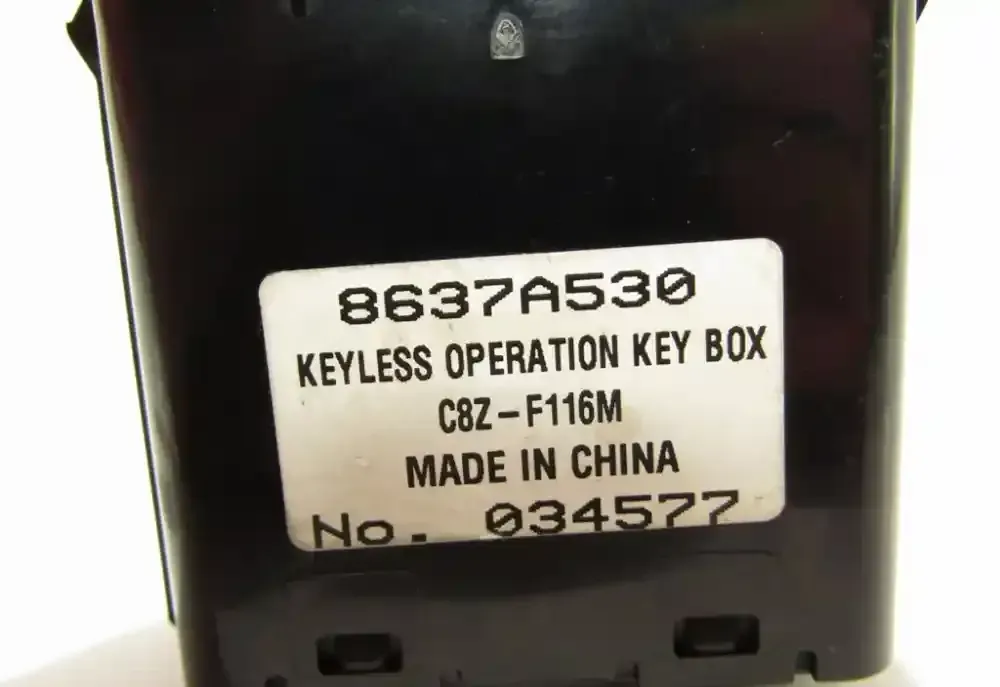 8637A530
KEYLESS OPERATION KEY BOX
C8Z-F116M
MADE IN CHINA
No. 034577